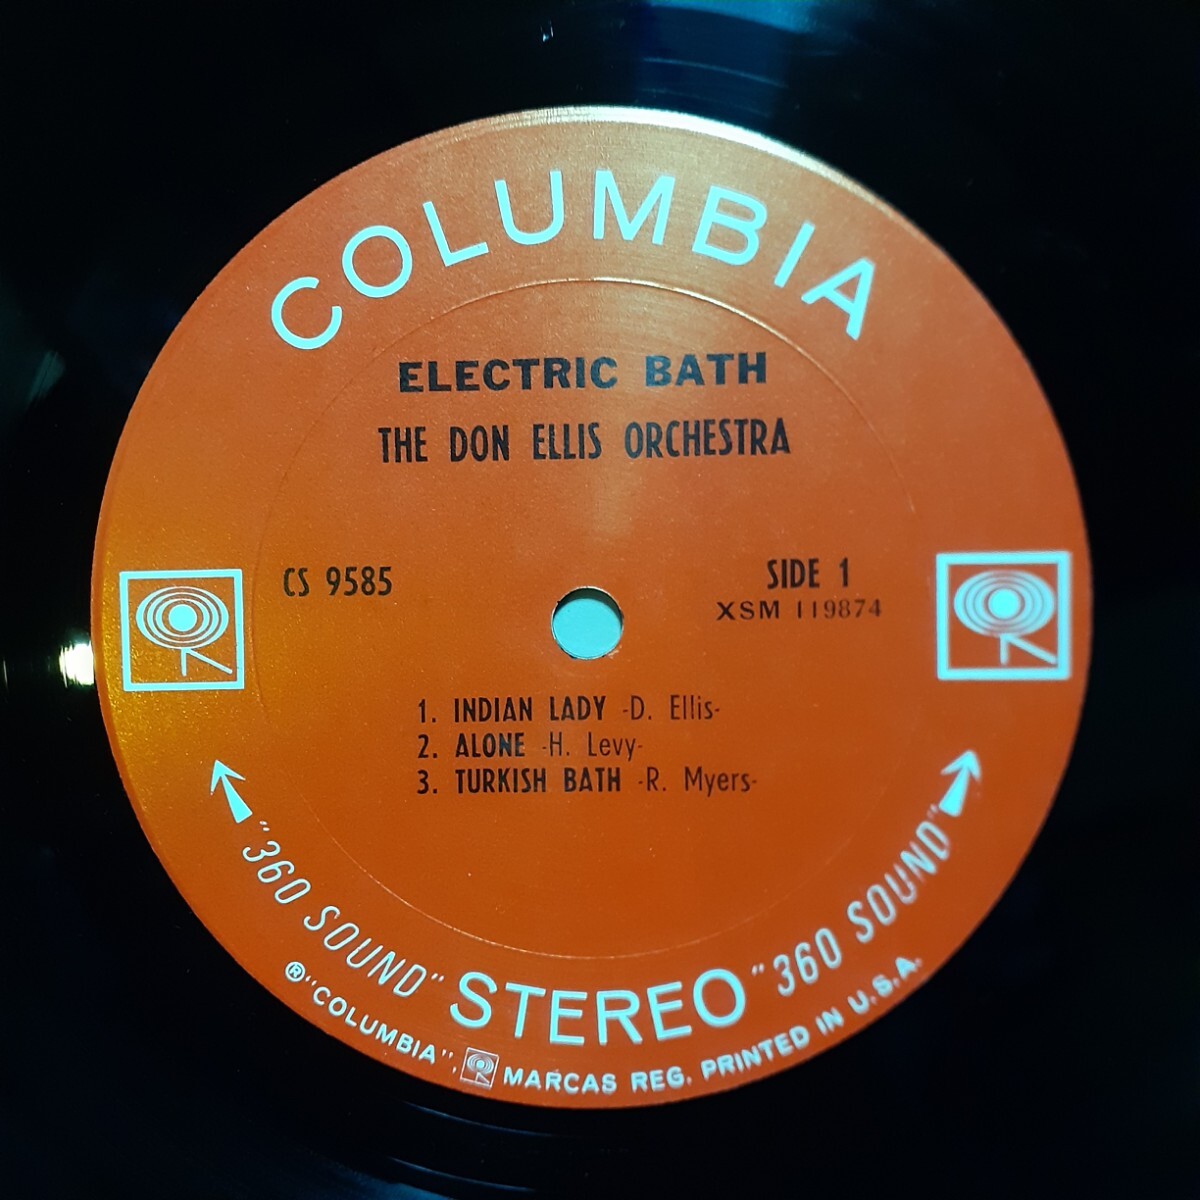 COLUMBIA
ELECTRIC BATH
THE DON ELLIS ORCHESTRA
CS 9585
SIDE 1
XSM 119874
1. INDIAN LADY -D. Ellis-
2. ALONE -H. Levy-
3. TURKISH BATH -R. Myers-
"360 SOUND" STEREO "360 SOUND"
® "COLUMBIA", MARCAS REG. PRINTED IN U.S.A.